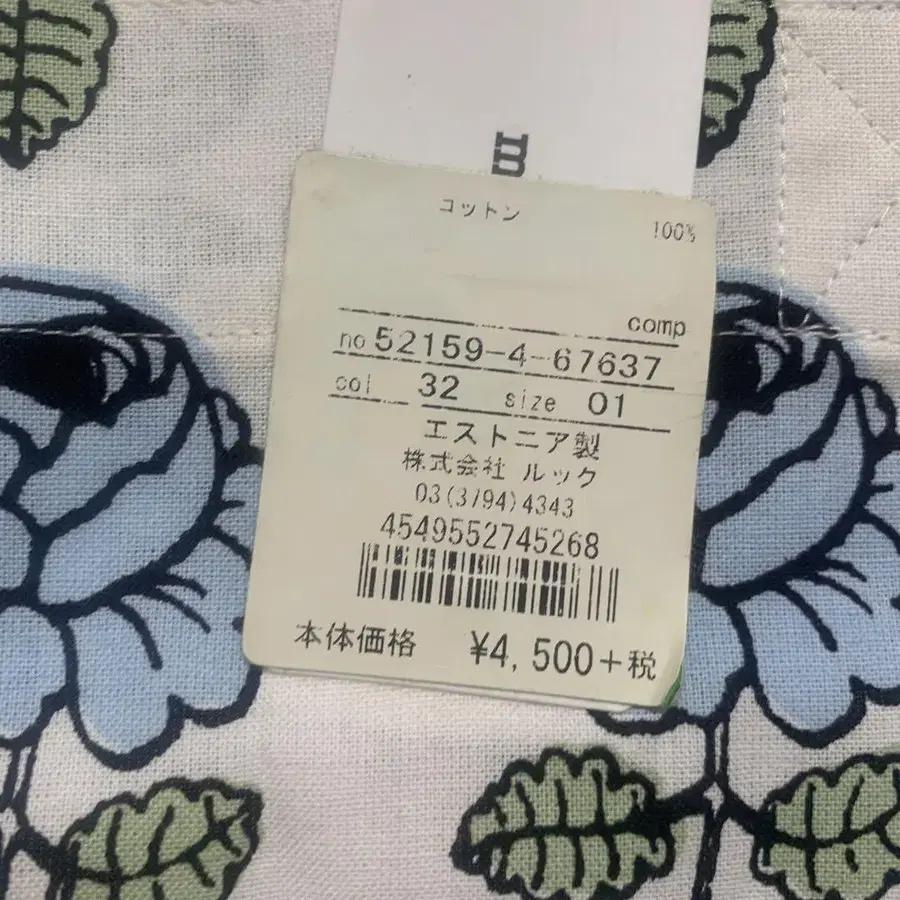 m
コットン 100%
comp
no 52159-4-67637
col 32 size 01
エストニア製
株式会社 ルック
03(3794)4343
4549552745268
本体価格 ¥4,500+税